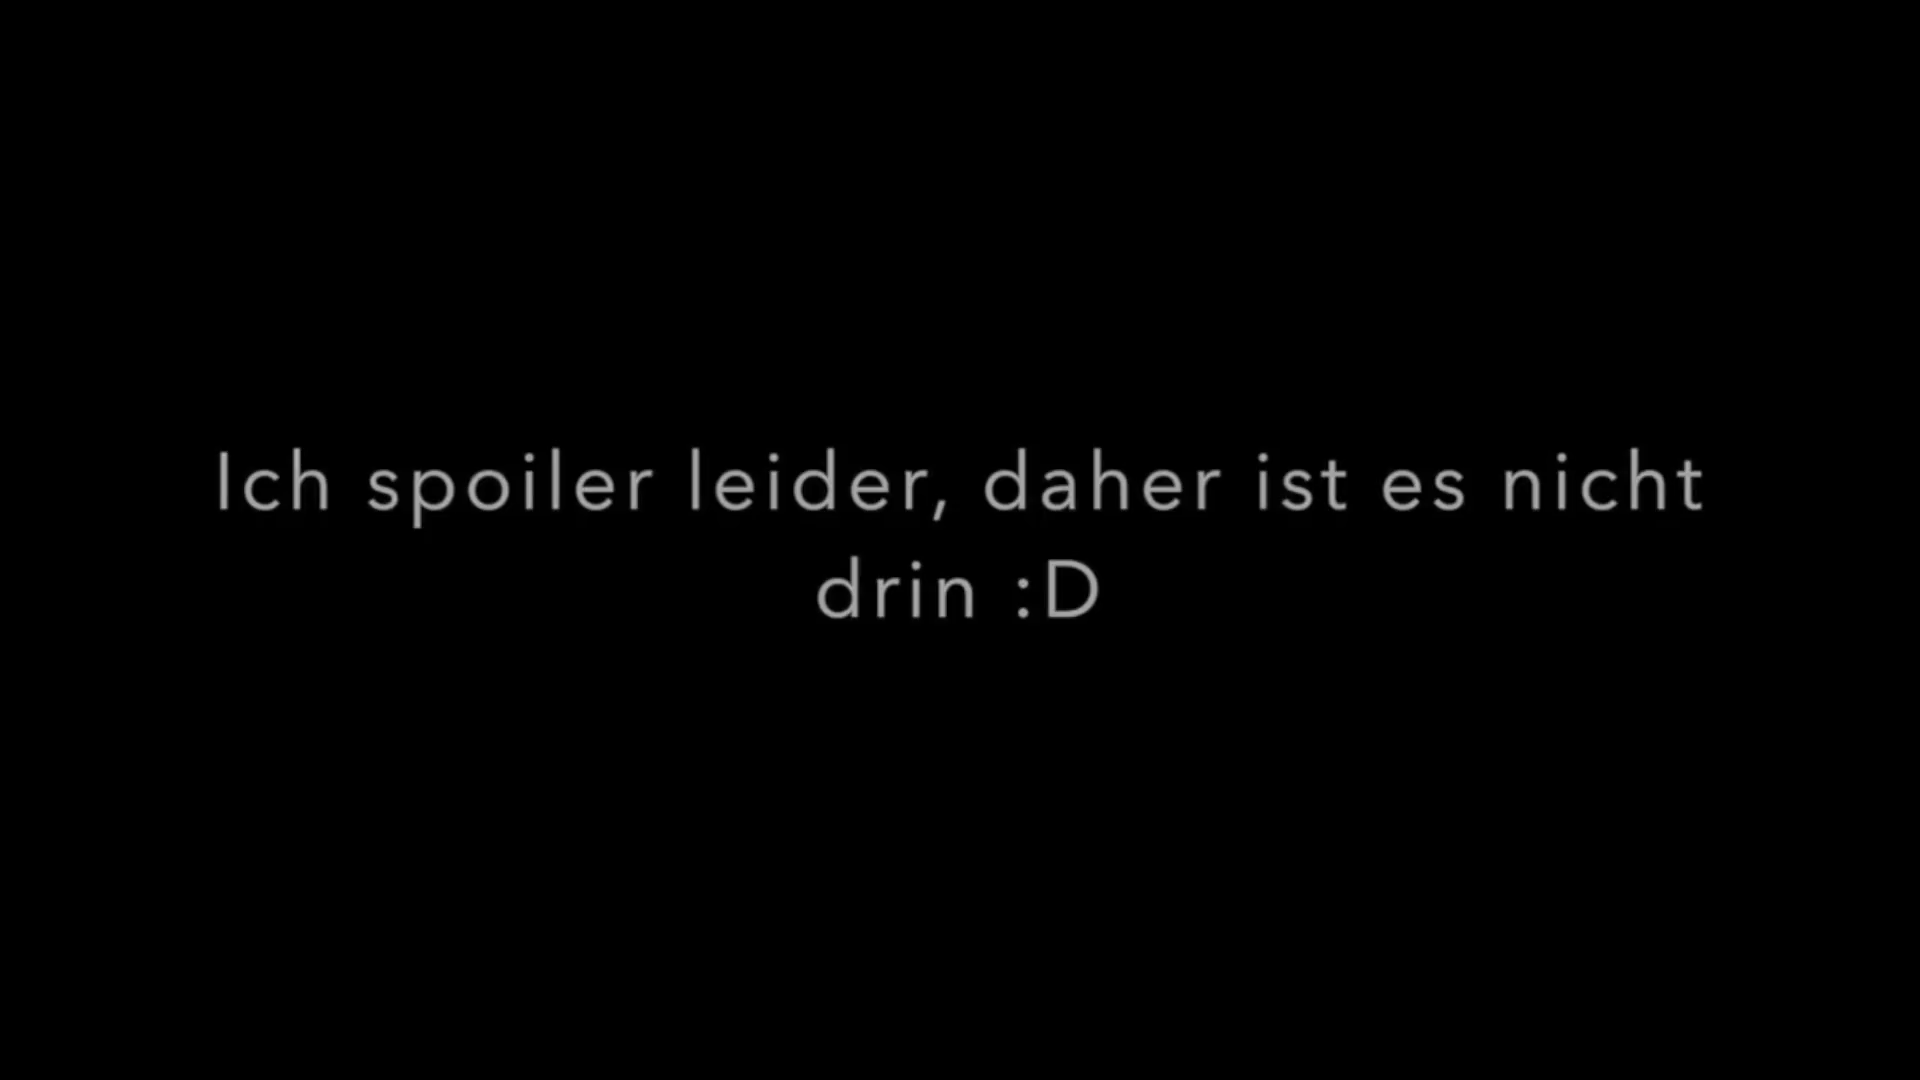 Ich spoiler leider, daher ist es nicht
drin :D